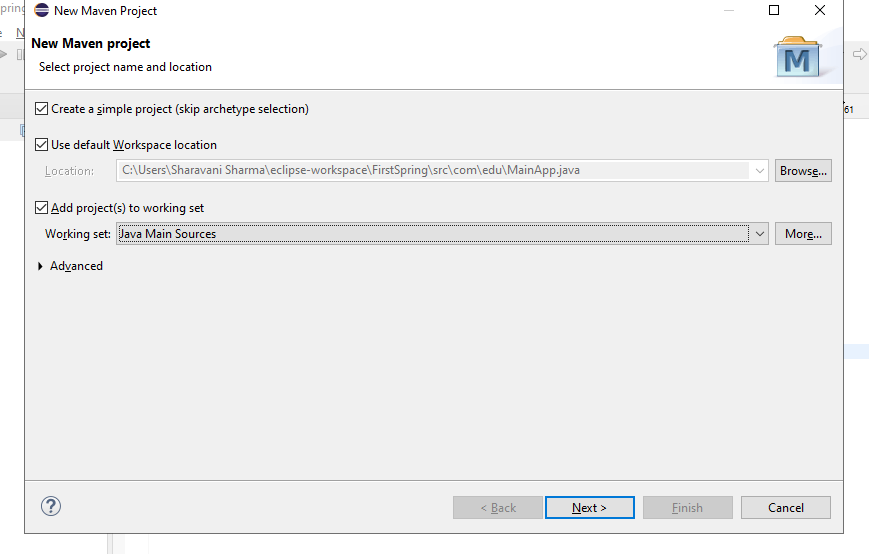 pring
New Maven Project
New Maven project
Select project name and location
M
Create a simple project (skip archetype selection)
Use default Workspace location
Location: C:\Users\Sharavani Sharma\eclipse-workspace\FirstSpring\src\com\edu\MainApp.java Browse...
Add project(s) to working set
Working set: Java Main Sources More...
Advanced
? < Back Next > Finish Cancel
e N
61